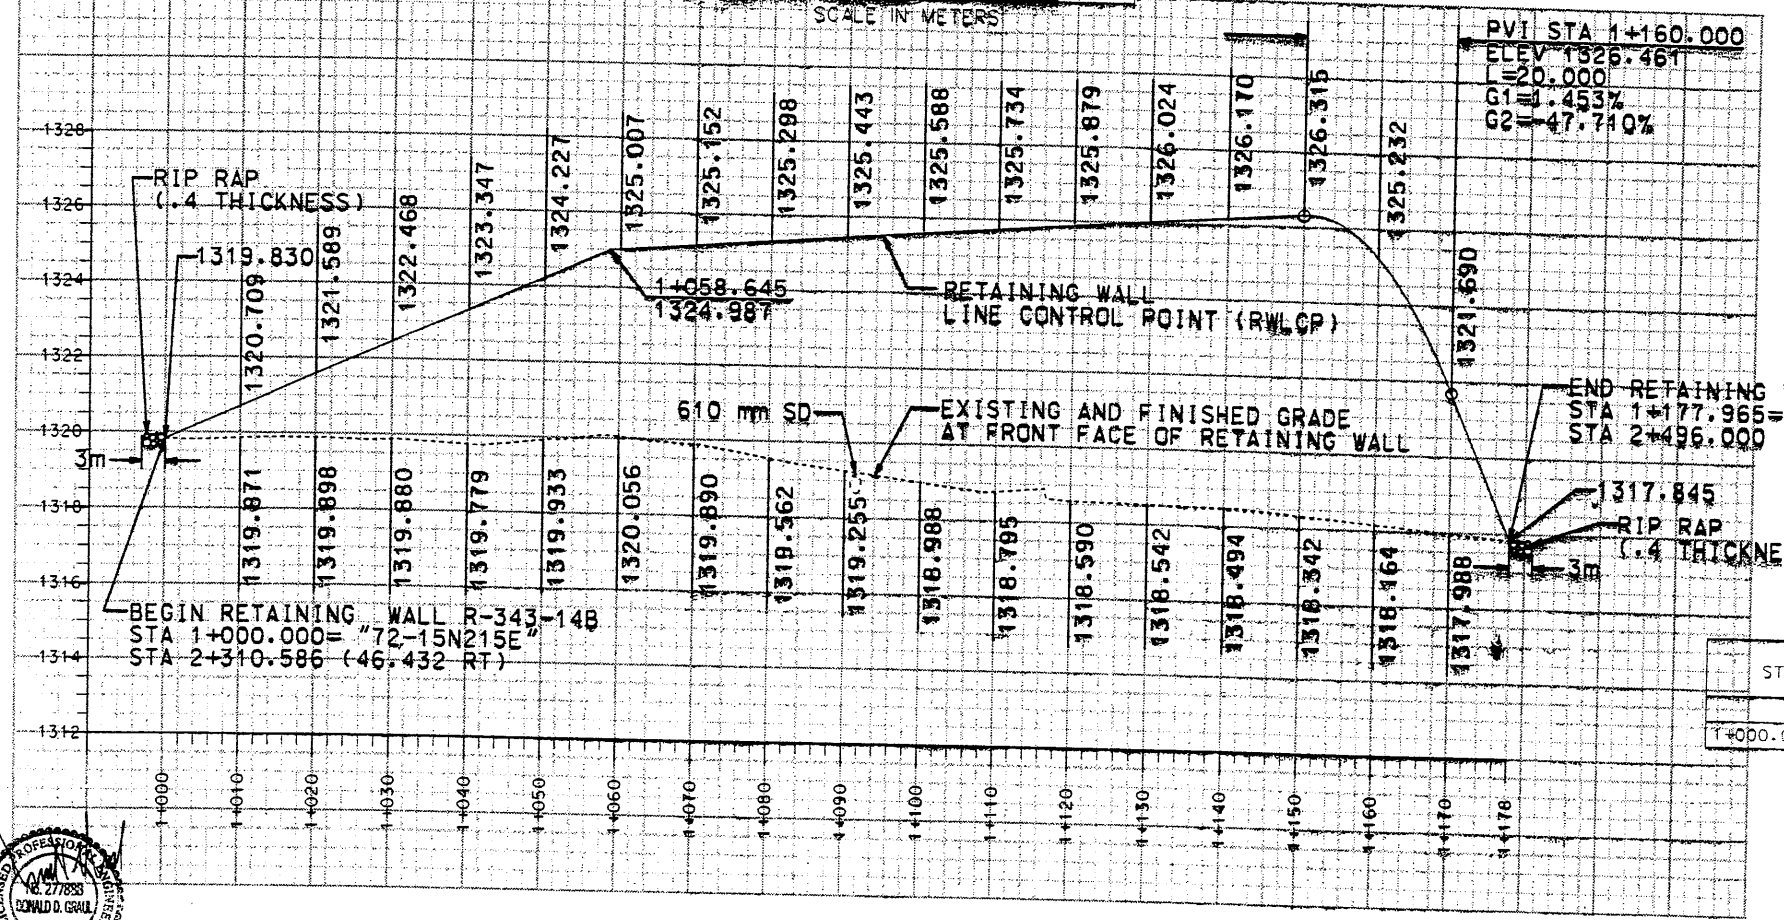 SCALE IN METERS
PVI STA 1+160.000
ELEV 1326.461
L=20.000
G1=1.453%
G2=-47.710%
1328
1326
1324
1322
1320
1318
1316
1314
1312
RIP RAP
(.4 THICKNESS)
1319.830
1320.709
1321.589
1322.468
1323.347
1324.227
1325.007
1325.152
1325.298
1325.443
1325.588
1325.734
1325.879
1326.024
1326.170
1326.315
1325.232
1321.690
1+058.645
1324.987
RETAINING WALL
LINE CONTROL POINT (RWLCP)
610 mm SD
EXISTING AND FINISHED GRADE
AT FRONT FACE OF RETAINING WALL
END RETAINING
STA 1+177.965=
STA 2+496.000
1317.845
RIP RAP
(.4 THICKNE
3m
3m
1319.871
1319.898
1319.880
1319.779
1319.933
1320.056
1319.890
1319.562
1319.255
1318.988
1318.795
1318.590
1318.542
1318.494
1318.342
1318.164
1317.988
BEGIN RETAINING WALL R-343-14B
STA 1+000.000= "72-15N215E"
STA 2+310.586 (46.432 RT)
ST
1+000.
1+000
1+010
1+020
1+030
1+040
1+050
1+060
1+070
1+080
1+090
1+100
1+110
1+120
1+130
1+140
1+150
1+160
1+170
1+178
PROFESSIONAL
DONALD D. GRAUL